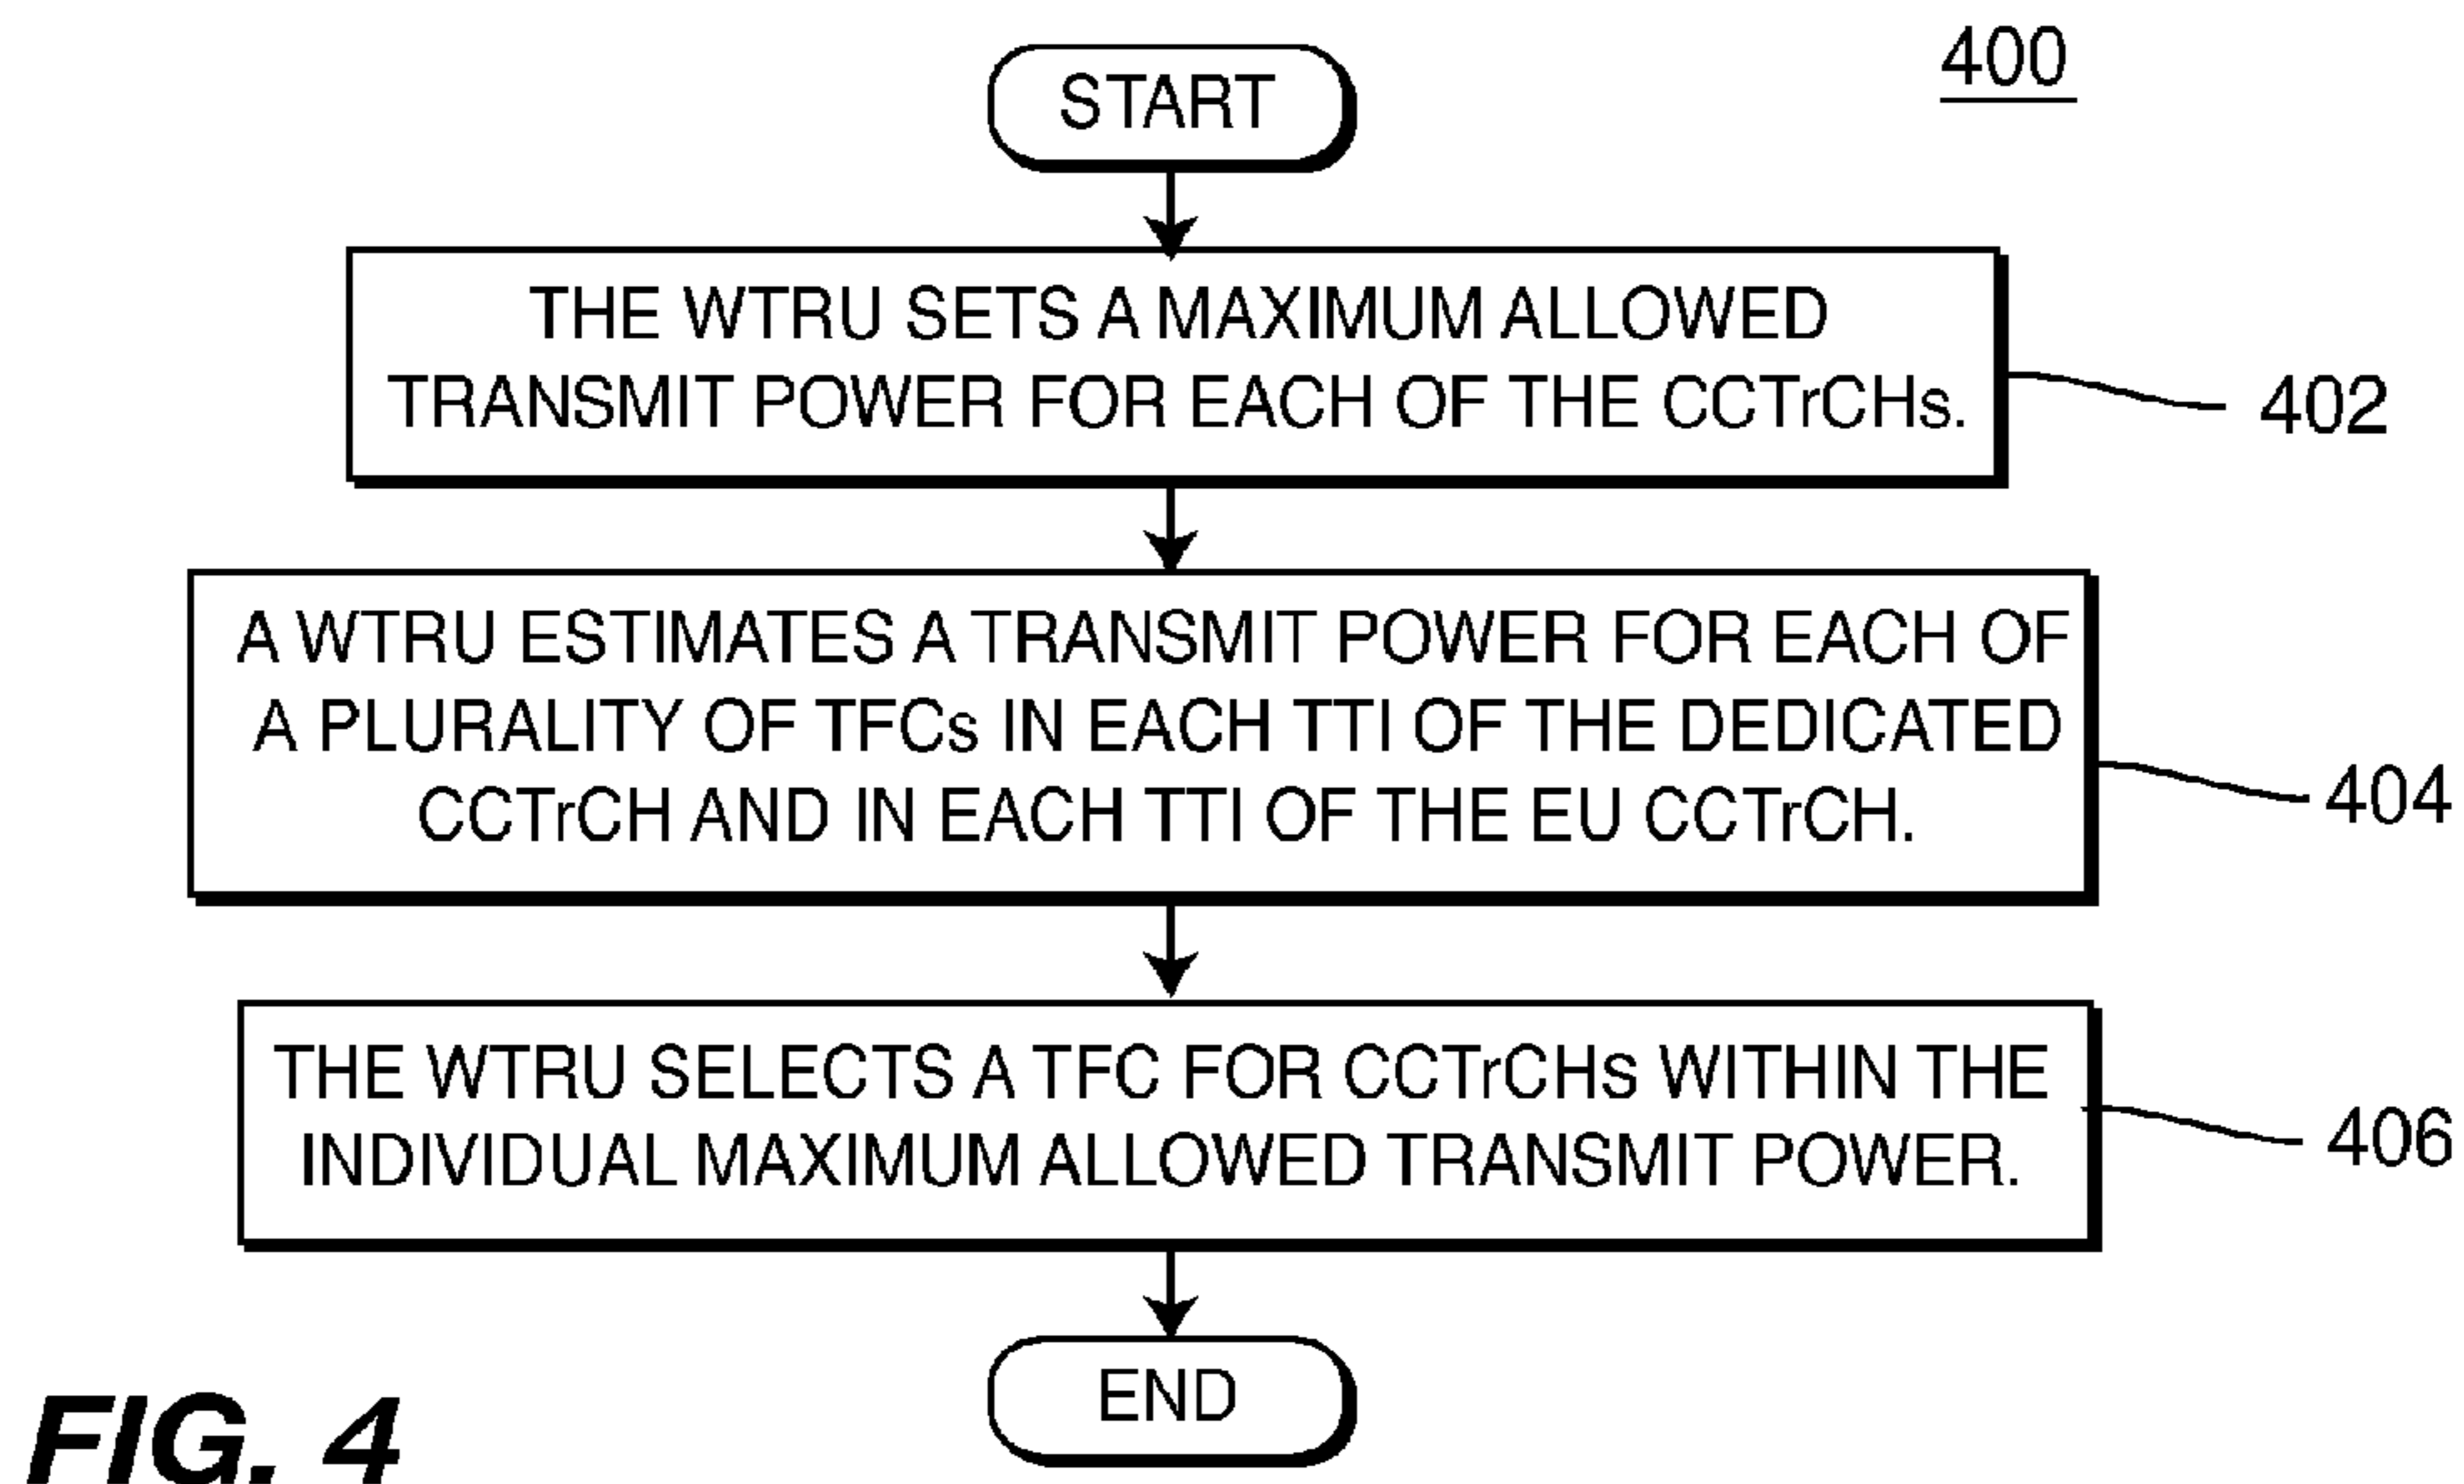 400
START
THE WTRU SETS A MAXIMUM ALLOWED
TRANSMIT POWER FOR EACH OF THE CCTrCHs.
402
A WTRU ESTIMATES A TRANSMIT POWER FOR EACH OF
A PLURALITY OF TFCs IN EACH TTI OF THE DEDICATED
CCTrCH AND IN EACH TTI OF THE EU CCTrCH.
404
THE WTRU SELECTS A TFC FOR CCTrCHs WITHIN THE
INDIVIDUAL MAXIMUM ALLOWED TRANSMIT POWER.
406
END
FIG. 4